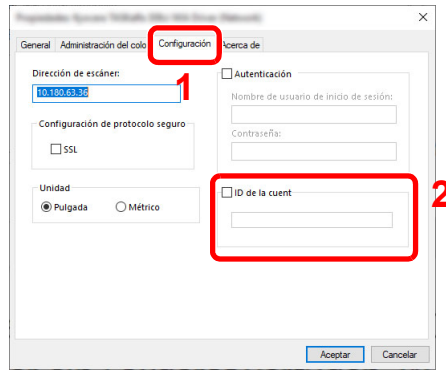 General Administración del colo Configuración Acerca de
1
Dirección de escáner:
10.180.63.36
Configuración de protocolo seguro
SSL
Unidad
Pulgada Métrico
Autenticación
Nombre de usuario de inicio de sesión:
Contraseña:
ID de la cuent
2
Aceptar Cancelar